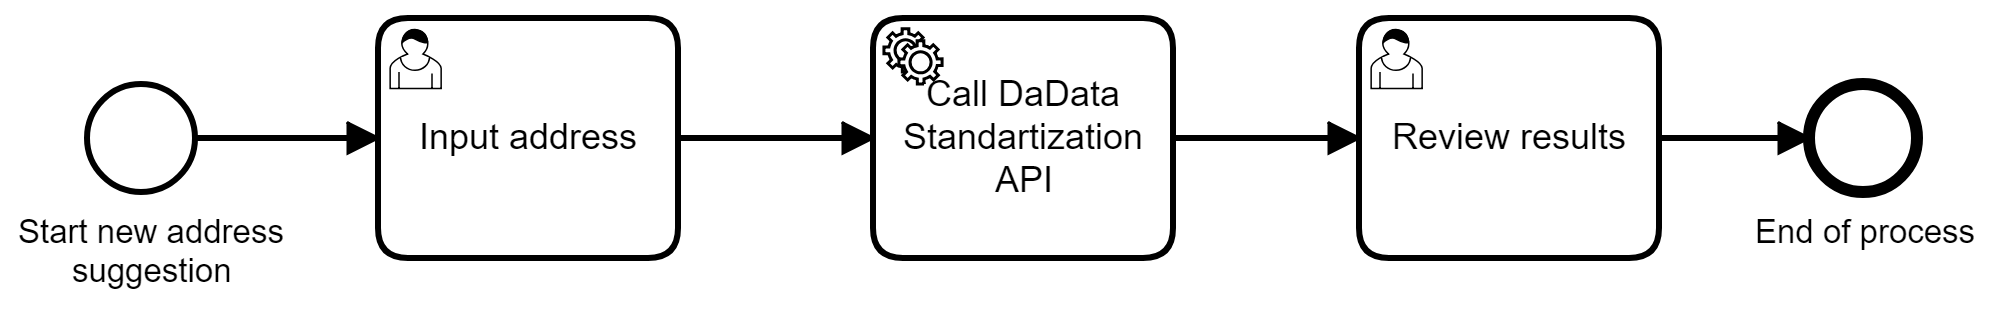 Start new address
suggestion
Input address
Call DaData
Standartization
API
Review results
End of process